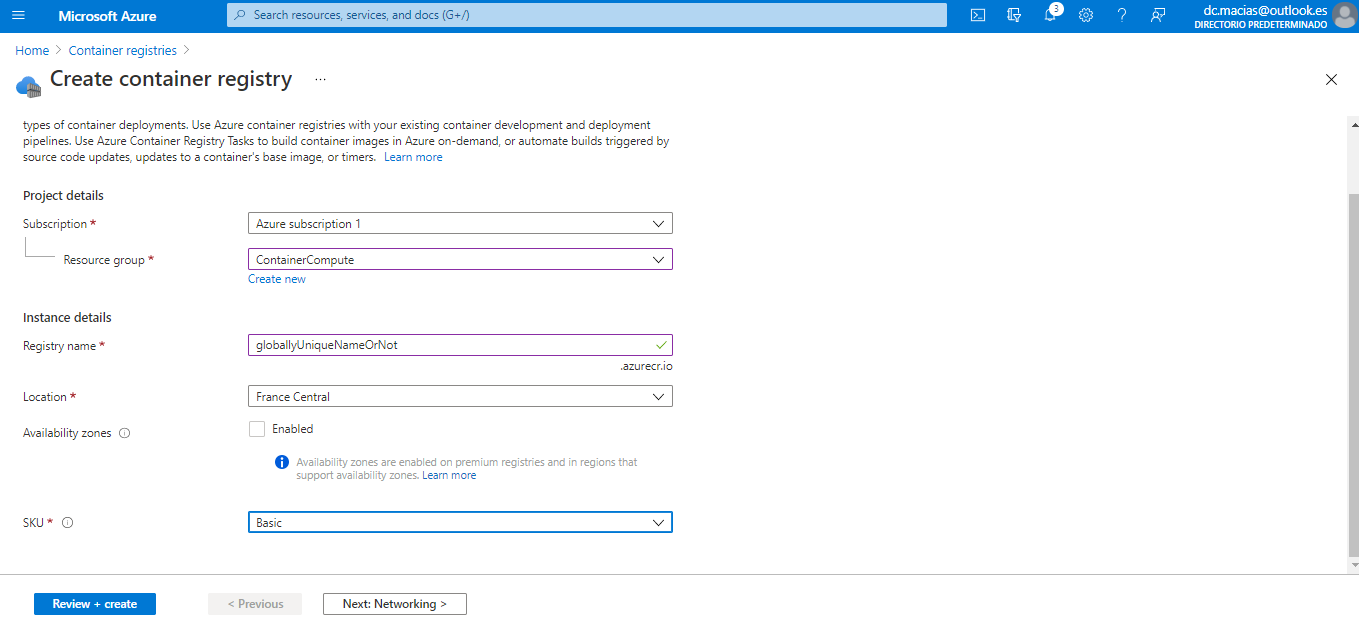 Microsoft Azure
Search resources, services, and docs (G+/)
3
dc.macias@outlook.es
DIRECTORIO PREDETERMINADO
Home > Container registries >
Create container registry ...
types of container deployments. Use Azure container registries with your existing container development and deployment
pipelines. Use Azure Container Registry Tasks to build container images in Azure on-demand, or automate builds triggered by
source code updates, updates to a container's base image, or timers. Learn more
Project details
Subscription *
Azure subscription 1
Resource group *
ContainerCompute
Create new
Instance details
Registry name *
globallyUniqueNameOrNot
.azurecr.io
Location *
France Central
Availability zones
Enabled
Availability zones are enabled on premium registries and in regions that
support availability zones. Learn more
SKU *
Basic
Review + create
< Previous
Next: Networking >